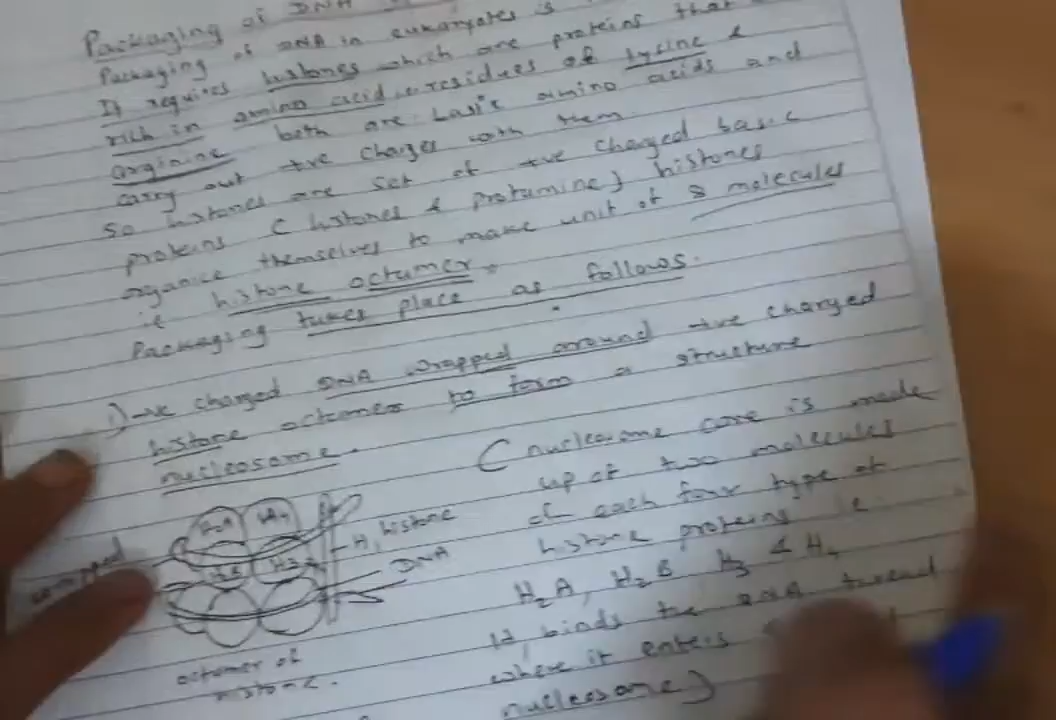 Packaging of DNA
Packaging of DNA in eukaryotes is
It requires histones which are proteins that
rich in amino acid residues of lysine &
arginine both are basic amino acids and
carry out +ve charges with them.
So histones are set of +ve charged basic
proteins ( histones & protamine) histones
organice themselves to make unit of 8 molecules
ie histone octamer.
Packaging takes place as follows.
i) -ve charged DNA wrapped around +ve charged
histone octamer to form a structure
nucleosome.
( nucleosome core is made
up of two molecules
of each four type of
histone proteins ie
H2A, H2B H3 & H4
H1 binds the DNA thread
where it enters
nucleosome)
H2A
H1 histone
DNA
wrapped
octamer of
histone.